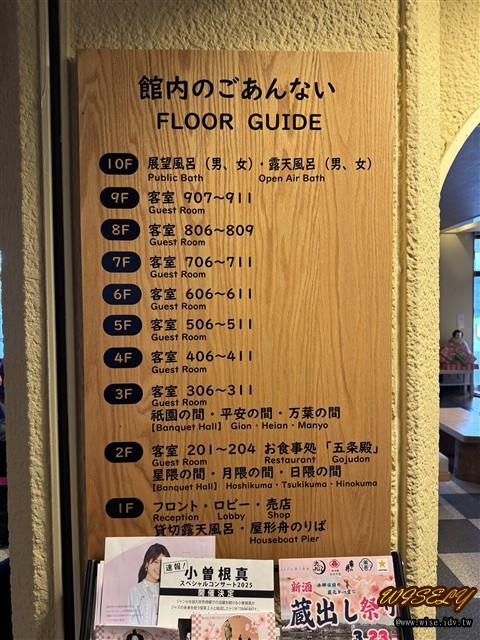 館内のごあんない
FLOOR GUIDE
10F 展望風呂（男、女）・露天風呂（男、女）
Public Bath Open Air Bath
9F 客室 907～911
Guest Room
8F 客室 806～809
Guest Room
7F 客室 706～711
Guest Room
6F 客室 606～611
Guest Room
5F 客室 506～511
Guest Room
4F 客室 406～411
Guest Room
3F 客室 306～311
Guest Room
祇園の間・平安の間・万葉の間
【Banquet Hall】 Gion・Heian・Manyo
2F 客室 201～204 お食事処「五条殿」
Guest Room Restaurant Gojudon
星隈の間・月隈の間・日隈の間
【Banquet Hall】 Hoshikuma・Tsukikuma・Hinokuma
1F フロント・ロビー・売店
Reception Lobby Shop
貸切露天風呂・屋形舟のりば
Houseboat Pier
速報！
小曽根真
スペシャルコンサート2025
開催決定
新酒
蔵出し祭
3.23
WISELY
@www.wise.idv.tw